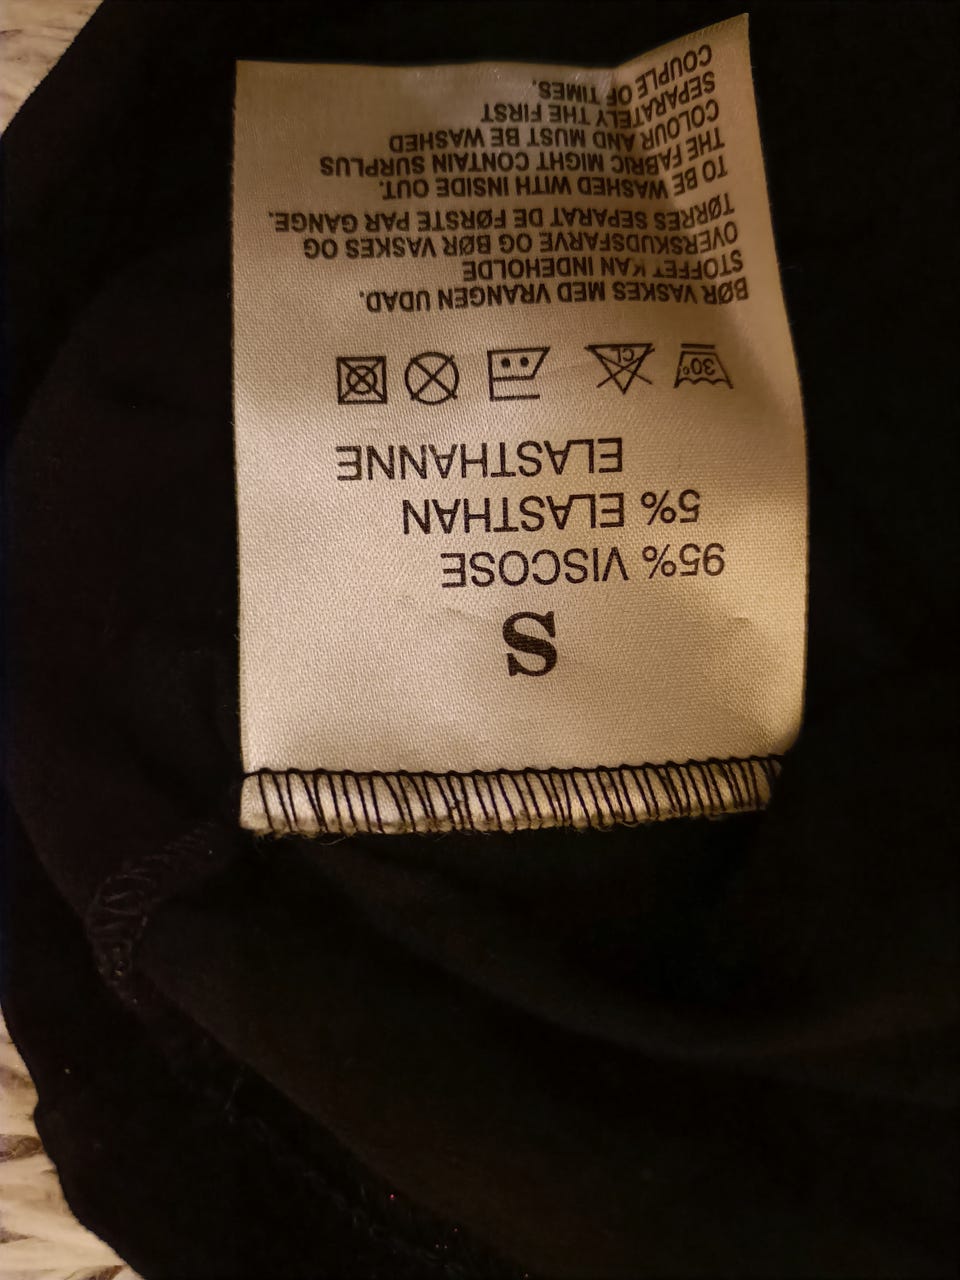 S
95% VISCOSE
5% ELASTHAN
ELASTHANNE
30° CL
BØR VASKES MED VRANGEN UDAD.
STOFFET KAN INDEHOLDE
OVERSKUDSFARVE OG BØR VASKES OG
TØRRES SEPARAT DE FØRSTE PAR GANGE.
TO BE WASHED WITH INSIDE OUT.
THE FABRIC MIGHT CONTAIN SURPLUS
COLOUR AND MUST BE WASHED
SEPARATELY THE FIRST
COUPLE OF TIMES.